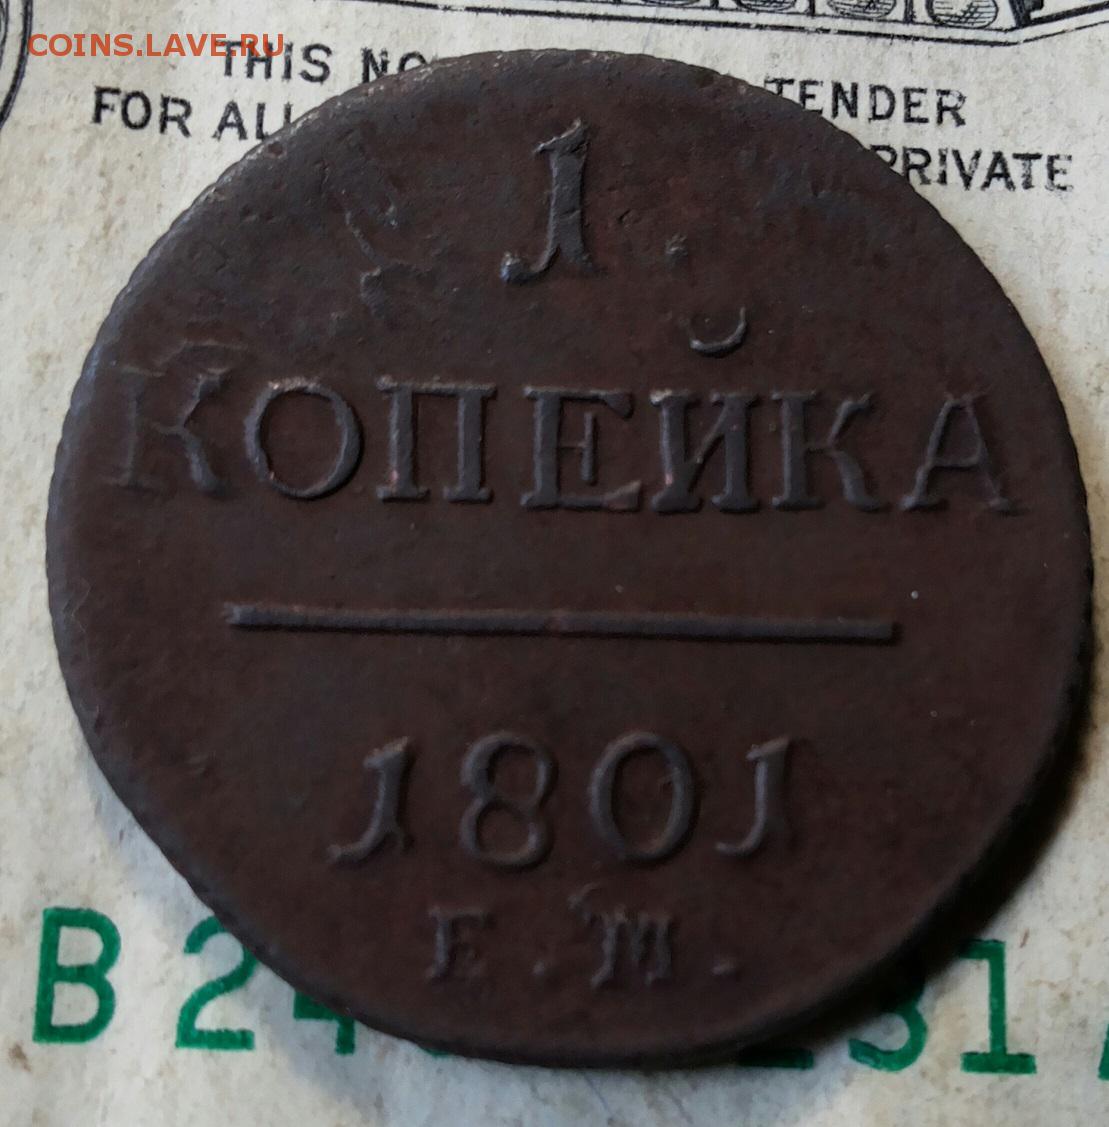 COINS.LAVE.RU
THIS
FOR
TENDER
PRIVATE
1.
КОПЕЙКА
1801
Е.М.